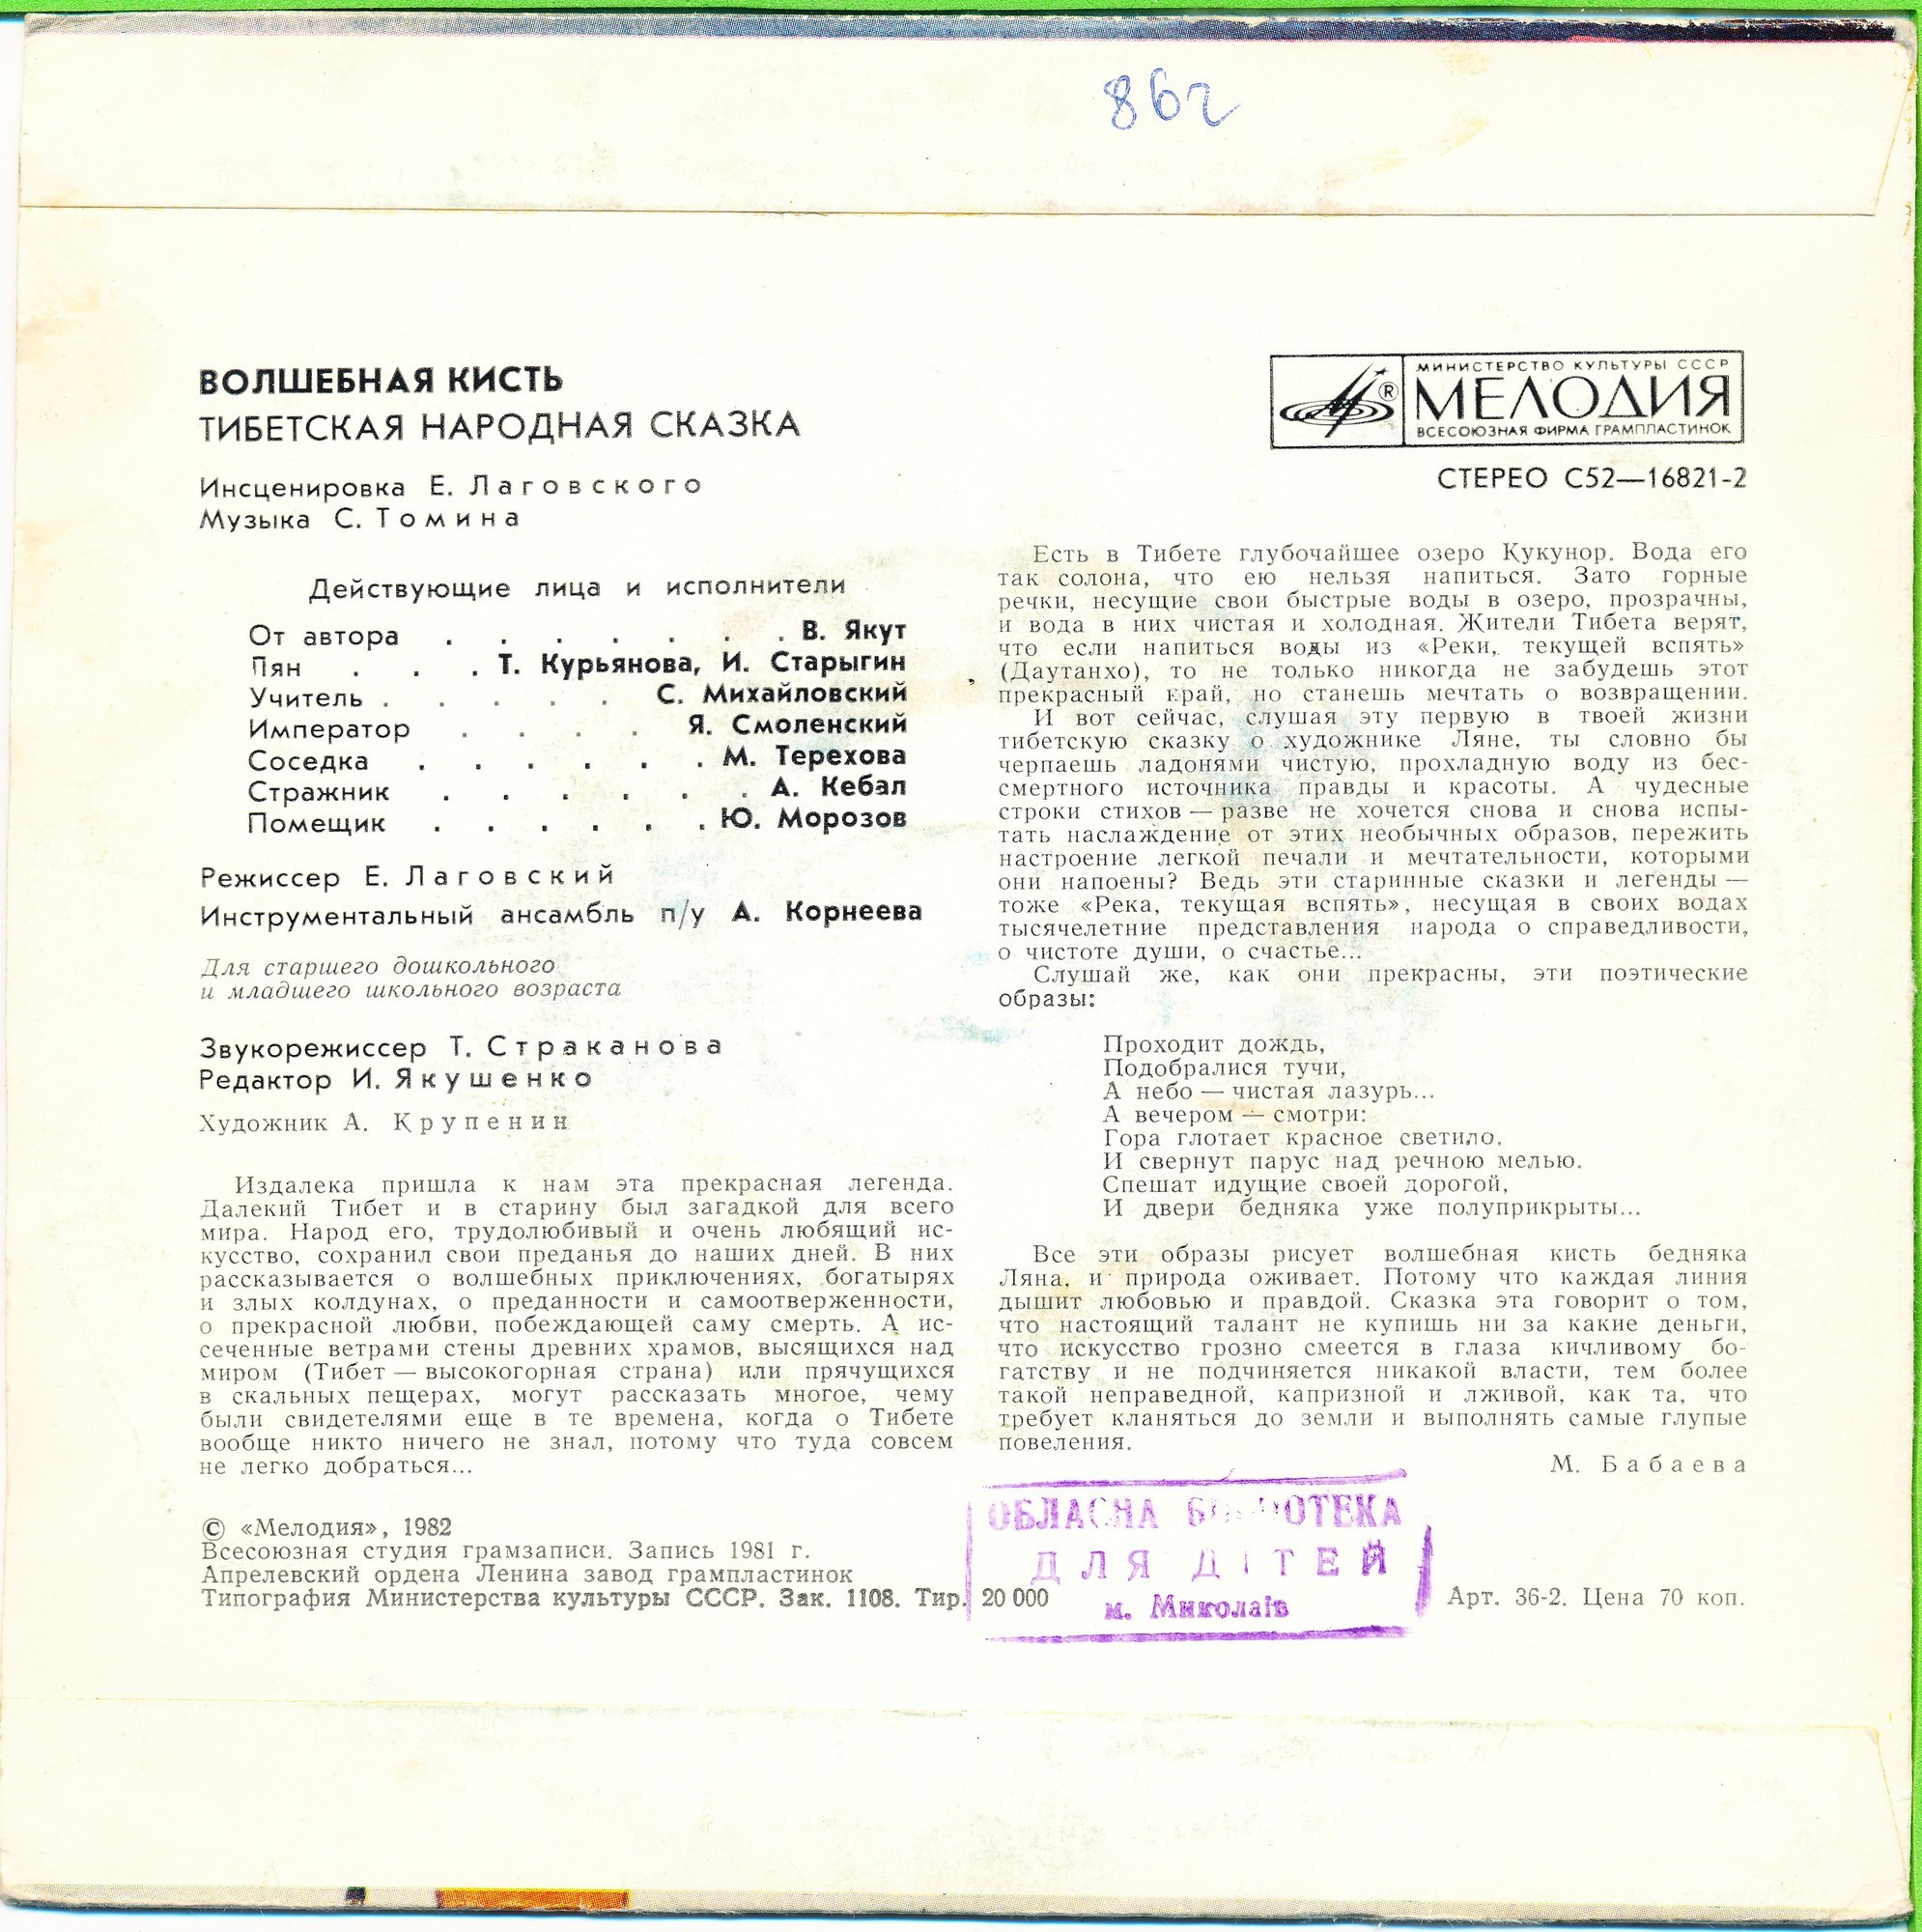 86г
ВОЛШЕБНАЯ КИСТЬ
ТИБЕТСКАЯ НАРОДНАЯ СКАЗКА
Инсценировка Е. Лаговского
Музыка С. Томина
Действующие лица и исполнители
От автора . . . . . . . В. Якут
Пян . . . Т. Курьянова, И. Старыгин
Учитель . . . . . С. Михайловский
Император . . . . Я. Смоленский
Соседка . . . . . . М. Терехова
Стражник . . . . . . А. Кебал
Помещик . . . . . . Ю. Морозов
Режиссер Е. Лаговский
Инструментальный ансамбль п/у А. Корнеева
Для старшего дошкольного
и младшего школьного возраста
Звукорежиссер Т. Страканова
Редактор И. Якушенко
Художник А. Крупенин
Издалека пришла к нам эта прекрасная легенда.
Далекий Тибет и в старину был загадкой для всего
мира. Народ его, трудолюбивый и очень любящий ис-
кусство, сохранил свои преданья до наших дней. В них
рассказывается о волшебных приключениях, богатырях
и злых колдунах, о преданности и самоотверженности,
о прекрасной любви, побеждающей саму смерть. А ис-
сеченные ветрами стены древних храмов, высящихся над
миром (Тибет — высокогорная страна) или прячущихся
в скальных пещерах, могут рассказать многое, чему
были свидетелями еще в те времена, когда о Тибете
вообще никто ничего не знал, потому что туда совсем
не легко добраться...
МИНИСТЕРСТВО КУЛЬТУРЫ СССР
МЕЛОДИЯ
ВСЕСОЮЗНАЯ ФИРМА ГРАМПЛАСТИНОК
®
СТЕРЕО С52—16821-2
Есть в Тибете глубочайшее озеро Кукунор. Вода его
так солона, что ею нельзя напиться. Зато горные
речки, несущие свои быстрые воды в озеро, прозрачны,
и вода в них чистая и холодная. Жители Тибета верят,
что если напиться воды из «Реки, текущей вспять»
(Даутанхо), то не только никогда не забудешь этот
прекрасный край, но станешь мечтать о возвращении.
И вот сейчас, слушая эту первую в твоей жизни
тибетскую сказку о художнике Ляне, ты словно бы
черпаешь ладонями чистую, прохладную воду из бес-
смертного источника правды и красоты. А чудесные
строки стихов — разве не хочется снова и снова испы-
тать наслаждение от этих необычных образов, пережить
настроение легкой печали и мечтательности, которыми
они напоены? Ведь эти старинные сказки и легенды —
тоже «Река, текущая вспять», несущая в своих водах
тысячелетние представления народа о справедливости,
о чистоте души, о счастье...
Слушай же, как они прекрасны, эти поэтические
образы:
Проходит дождь,
Подобралися тучи,
А небо — чистая лазурь...
А вечером — смотри:
Гора глотает красное светило,
И свернут парус над речною мелью.
Спешат идущие своей дорогой,
И двери бедняка уже полуприкрыты...
Все эти образы рисует волшебная кисть бедняка
Ляна, и природа оживает. Потому что каждая линия
дышит любовью и правдой. Сказка эта говорит о том,
что настоящий талант не купишь ни за какие деньги,
что искусство грозно смеется в глаза кичливому бо-
гатству и не подчиняется никакой власти, тем более
такой неправедной, капризной и лживой, как та, что
требует кланяться до земли и выполнять самые глупые
повеления.
М. Бабаева
© «Мелодия», 1982
Всесоюзная студия грамзаписи. Запись 1981 г.
Апрелевский ордена Ленина завод грампластинок
Типография Министерства культуры СССР. Зак. 1108. Тир. 20 000
Арт. 36-2. Цена 70 коп.
ОБЛАСНА БІБЛІОТЕКА
ДЛЯ ДІТЕЙ
м. Миколаїв